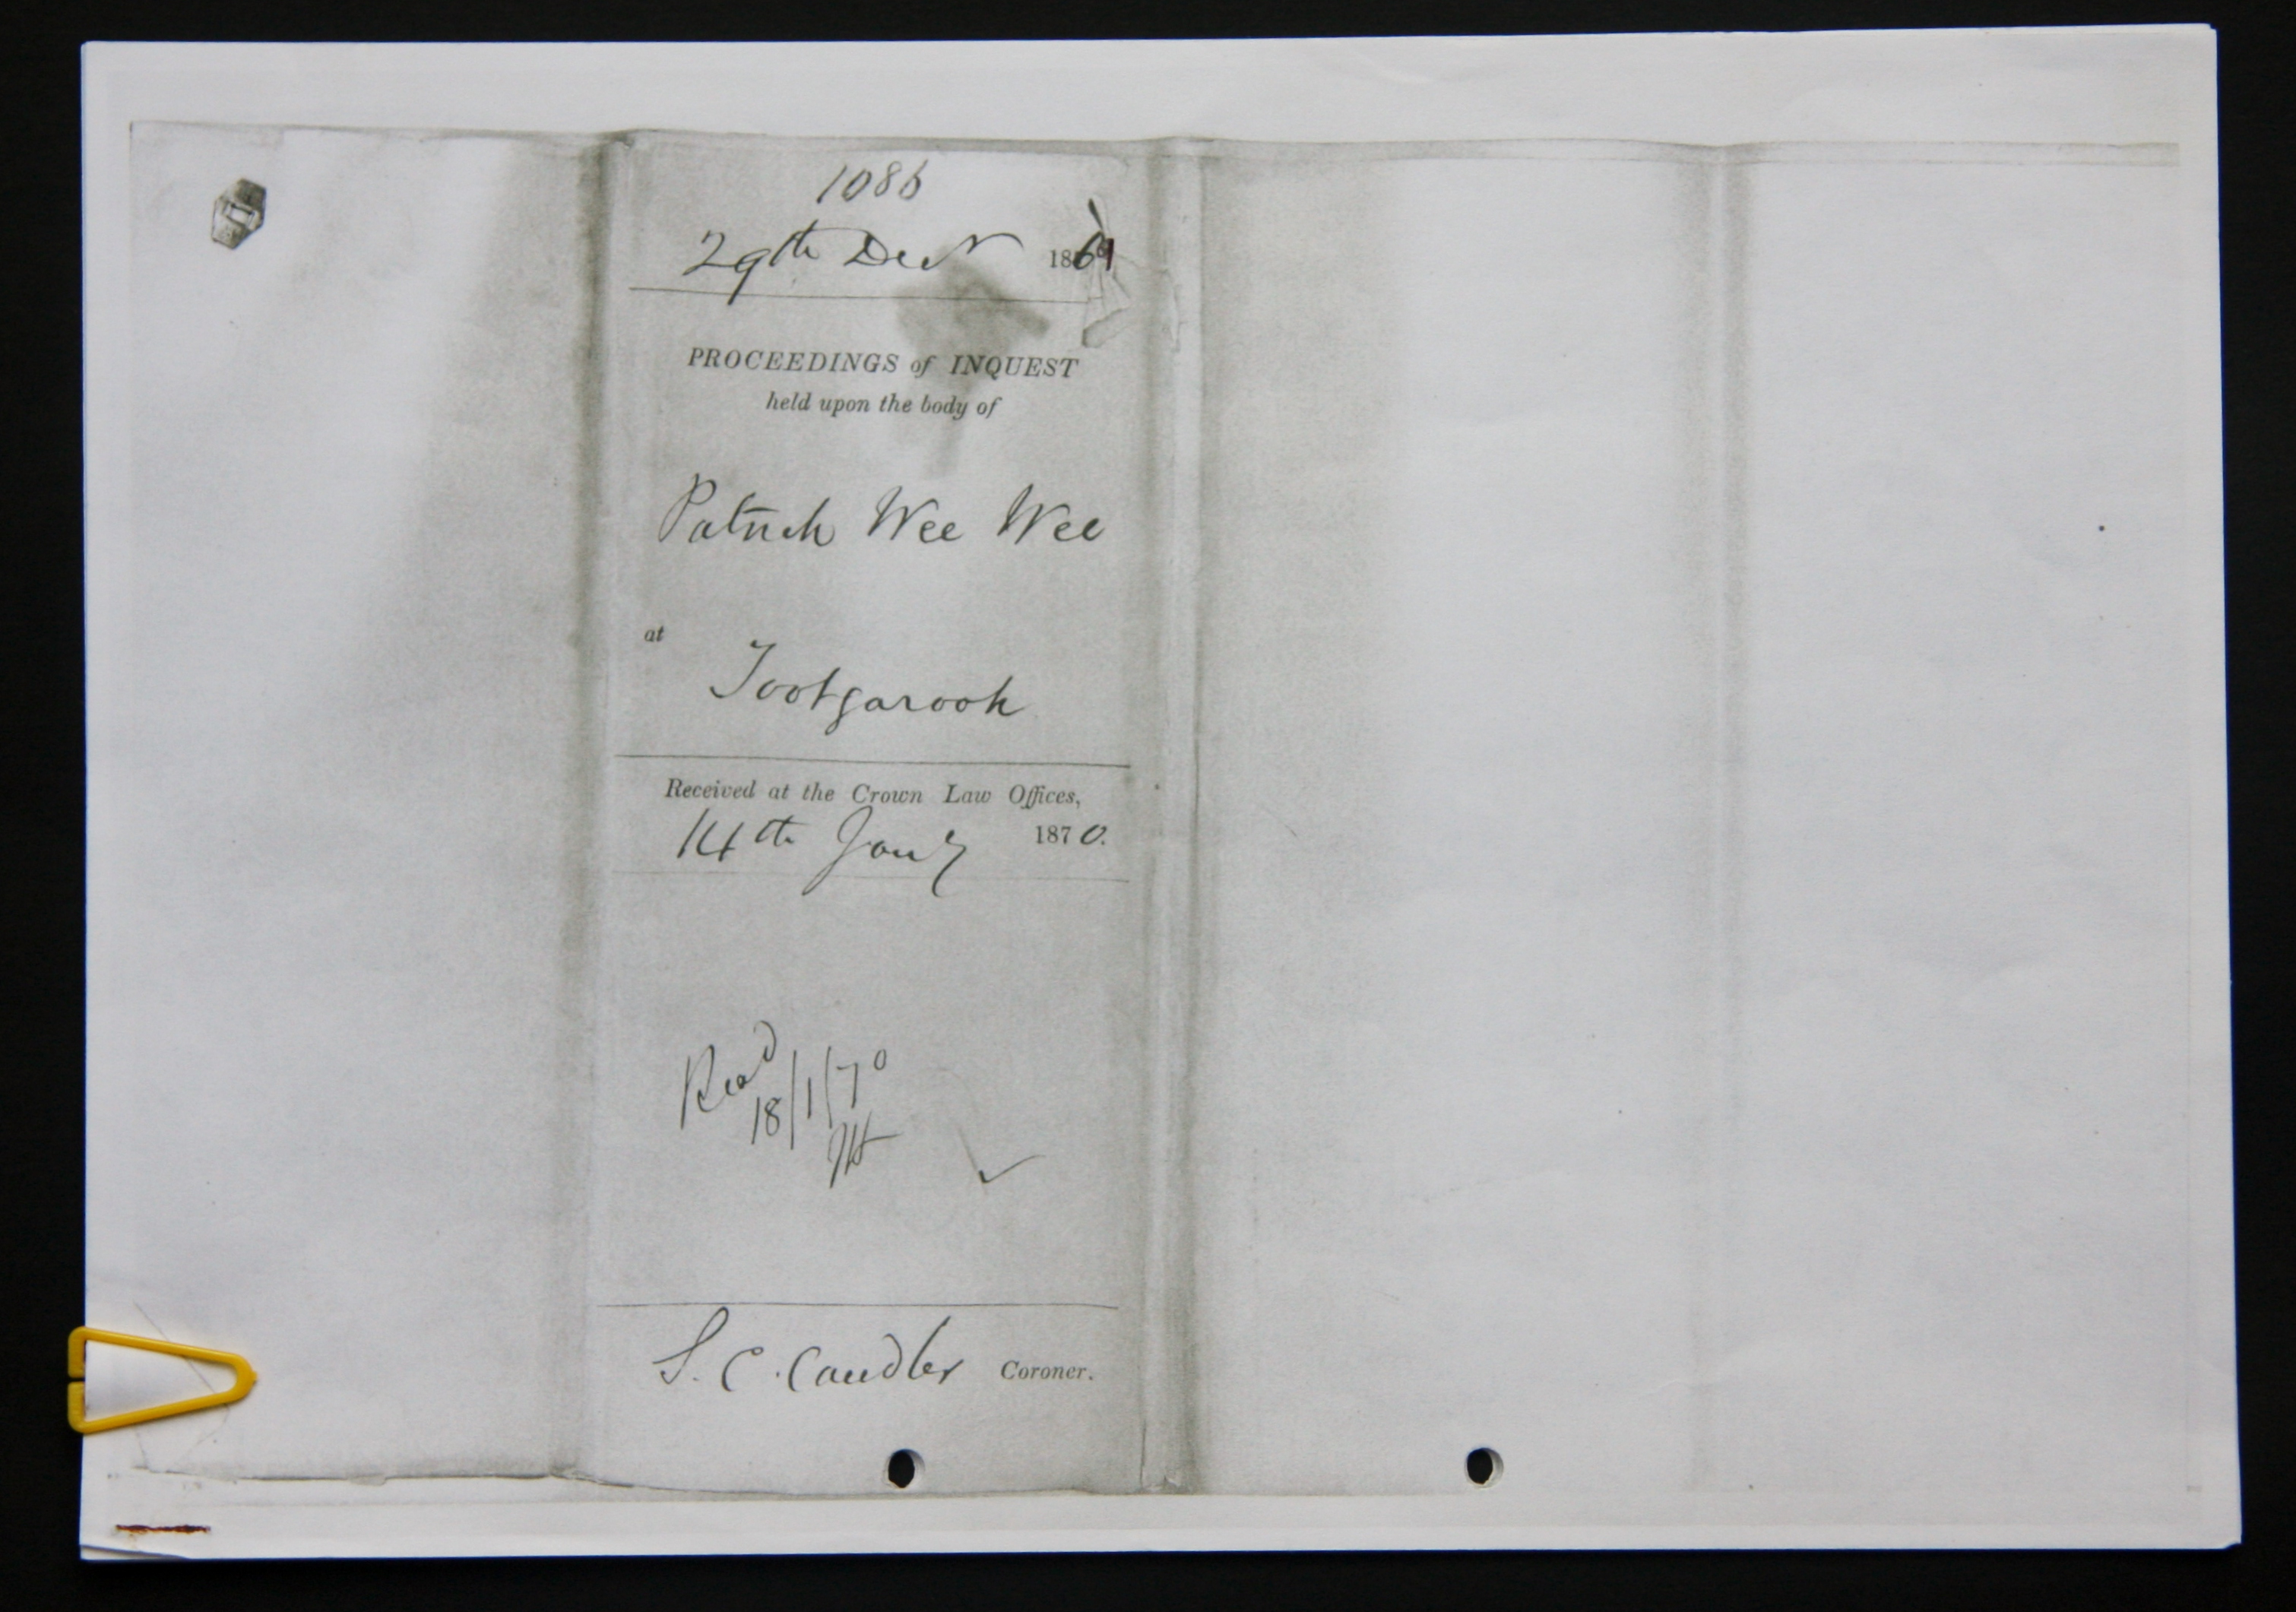 1086
29th Decr 1869
PROCEEDINGS of INQUEST
held upon the body of
Patrick Wee Wee
at
Tootgarook
Received at the Crown Law Offices,
14th Jany 1870.
Read
18/1/70
S. C. Candler Coroner.